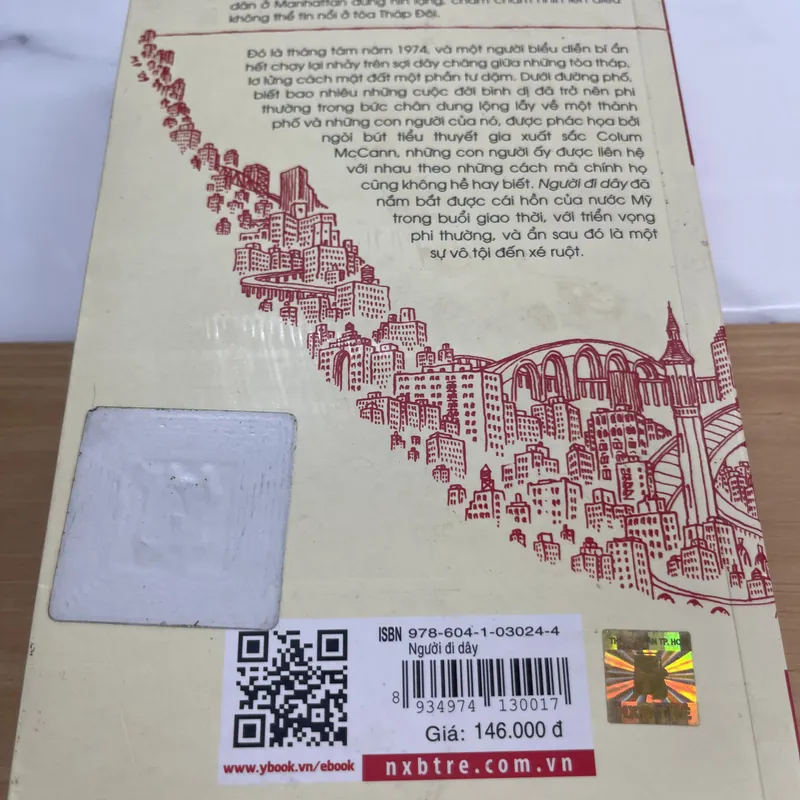 dân ở Manhattan đứng nín lặng, chăm chăm nhìn lên điều
không thể tin nổi ở tòa Tháp Đôi.
Đó là tháng tám năm 1974, và một người biểu diễn bí ẩn
hết chạy lại nhảy trên sợi dây chăng giữa những tòa tháp,
lơ lửng cách mặt đất một phần tư dặm. Dưới đường phố,
biết bao nhiêu những cuộc đời bình dị đã trở nên phi
thường trong bức chân dung lộng lẫy về một thành
phố và những con người của nó, được phác họa bởi
ngòi bút tiểu thuyết gia xuất sắc Colum
McCann, những con người ấy được liên hệ
với nhau theo những cách mà chính họ
cũng không hề hay biết. Người đi dây đã
nắm bắt được cái hồn của nước Mỹ
trong buổi giao thời, với triển vọng
phi thường, và ẩn sau đó là một
sự vô tội đến xé ruột.
ISBN 978-604-1-03024-4
Người đi dây
8 934974 130017
Giá: 146.000 đ
www.ybook.vn/ebook
nxbtre.com.vn